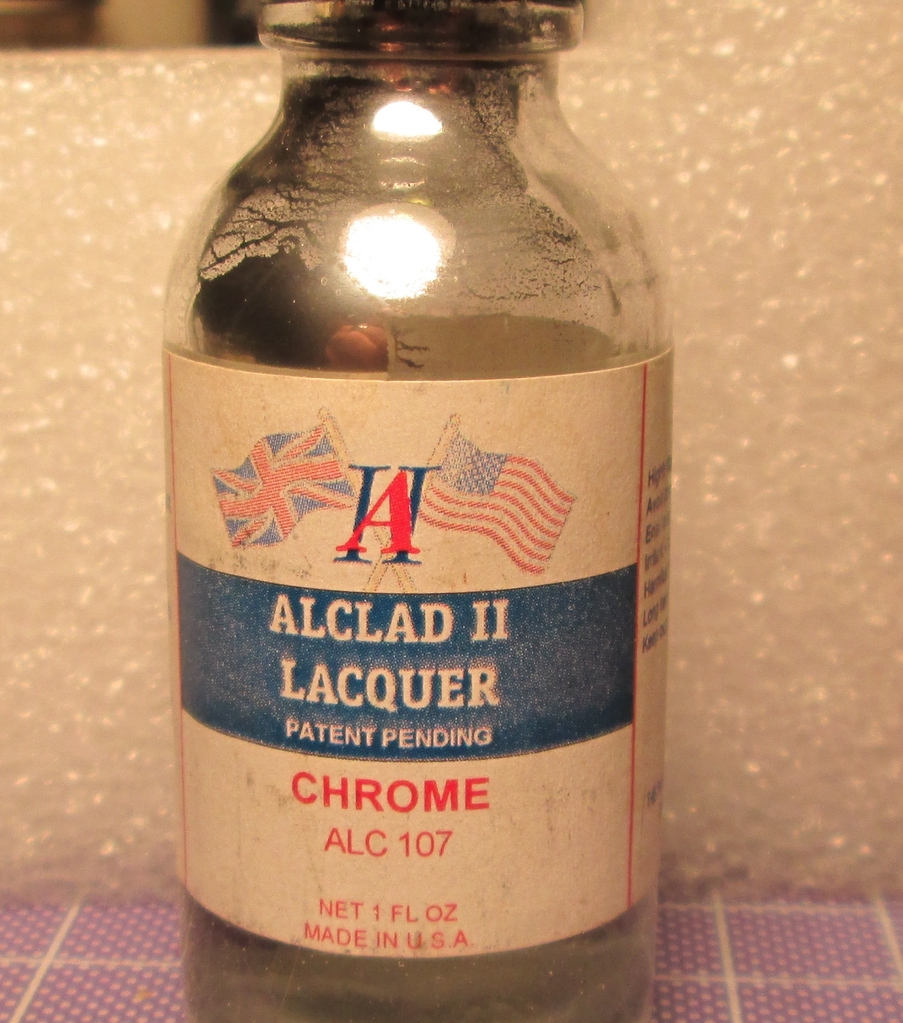 A
ALCLAD II
LACQUER
PATENT PENDING
CHROME
ALC 107
NET 1 FL OZ
MADE IN U.S.A.